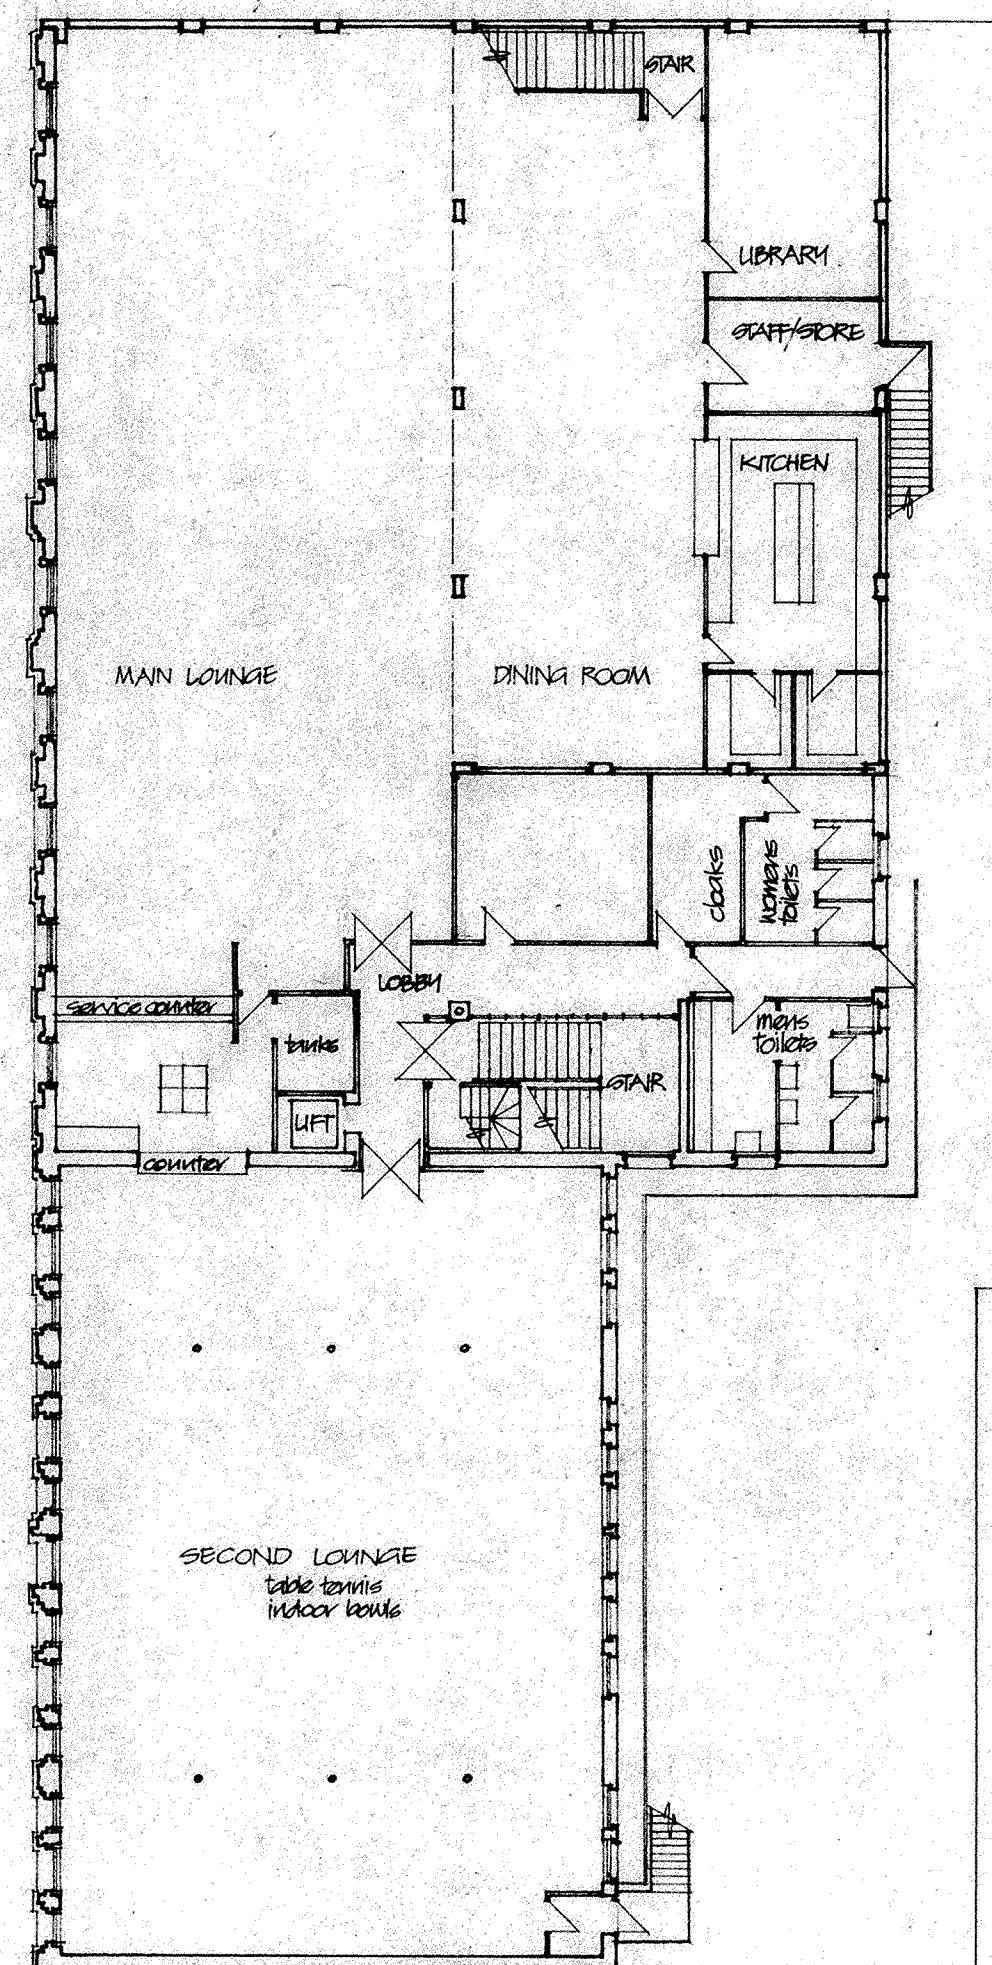 STAIR
LIBRARY
STAFF/STORE
KITCHEN
MAIN LOUNGE
DINING ROOM
cloaks
womens
toilets
LOBBY
service counter
tanks
mens
toilets
STAIR
LIFT
counter
SECOND LOUNGE
table tennis
indoor bowls